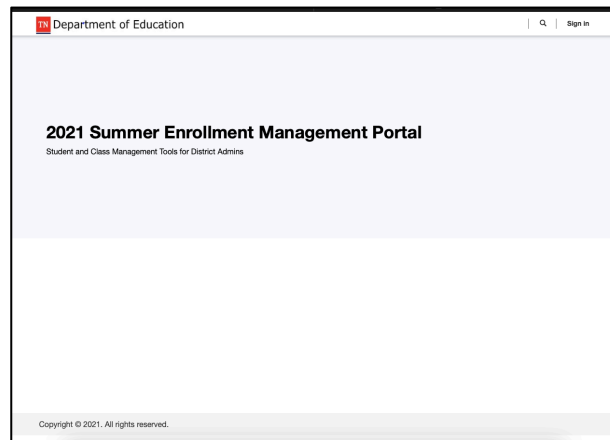 TN Department of Education
Sign in
2021 Summer Enrollment Management Portal
Student and Class Management Tools for District Admins
Copyright © 2021. All rights reserved.